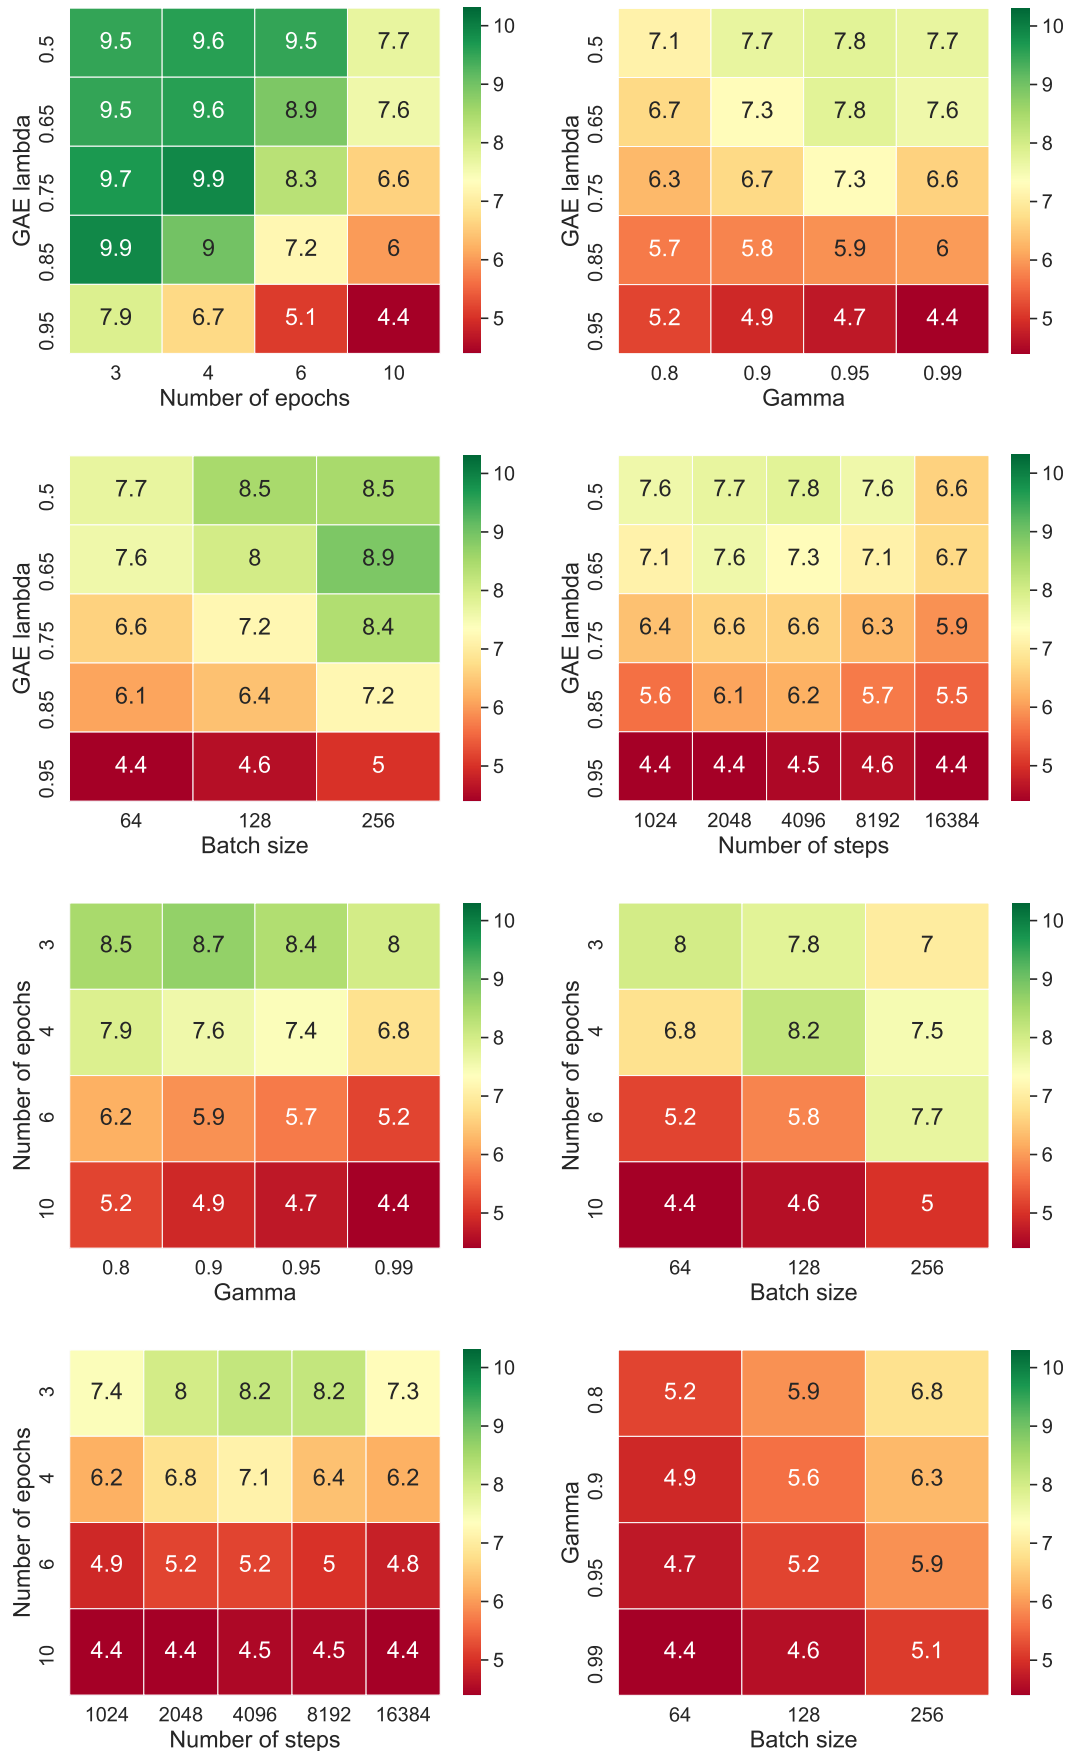 GAE lambda
0.5 9.5 9.6 9.5 7.7
0.65 9.5 9.6 8.9 7.6
0.75 9.7 9.9 8.3 6.6
0.85 9.9 9 7.2 6
0.95 7.9 6.7 5.1 4.4
3 4 6 10
Number of epochs
10
9
8
7
6
5
GAE lambda
0.5 7.1 7.7 7.8 7.7
0.65 6.7 7.3 7.8 7.6
0.75 6.3 6.7 7.3 6.6
0.85 5.7 5.8 5.9 6
0.95 5.2 4.9 4.7 4.4
0.8 0.9 0.95 0.99
Gamma
10
9
8
7
6
5
GAE lambda
0.5 7.7 8.5 8.5
0.65 7.6 8 8.9
0.75 6.6 7.2 8.4
0.85 6.1 6.4 7.2
0.95 4.4 4.6 5
64 128 256
Batch size
10
9
8
7
6
5
GAE lambda
0.5 7.6 7.7 7.8 7.6 6.6
0.65 7.1 7.6 7.3 7.1 6.7
0.75 6.4 6.6 6.6 6.3 5.9
0.85 5.6 6.1 6.2 5.7 5.5
0.95 4.4 4.4 4.5 4.6 4.4
1024 2048 4096 8192 16384
Number of steps
10
9
8
7
6
5
Number of epochs
3 8.5 8.7 8.4 8
4 7.9 7.6 7.4 6.8
6 6.2 5.9 5.7 5.2
10 5.2 4.9 4.7 4.4
0.8 0.9 0.95 0.99
Gamma
10
9
8
7
6
5
Number of epochs
3 8 7.8 7
4 6.8 8.2 7.5
6 5.2 5.8 7.7
10 4.4 4.6 5
64 128 256
Batch size
10
9
8
7
6
5
Number of epochs
3 7.4 8 8.2 8.2 7.3
4 6.2 6.8 7.1 6.4 6.2
6 4.9 5.2 5.2 5 4.8
10 4.4 4.4 4.5 4.5 4.4
1024 2048 4096 8192 16384
Number of steps
10
9
8
7
6
5
Gamma
0.8 5.2 5.9 6.8
0.9 4.9 5.6 6.3
0.95 4.7 5.2 5.9
0.99 4.4 4.6 5.1
64 128 256
Batch size
10
9
8
7
6
5